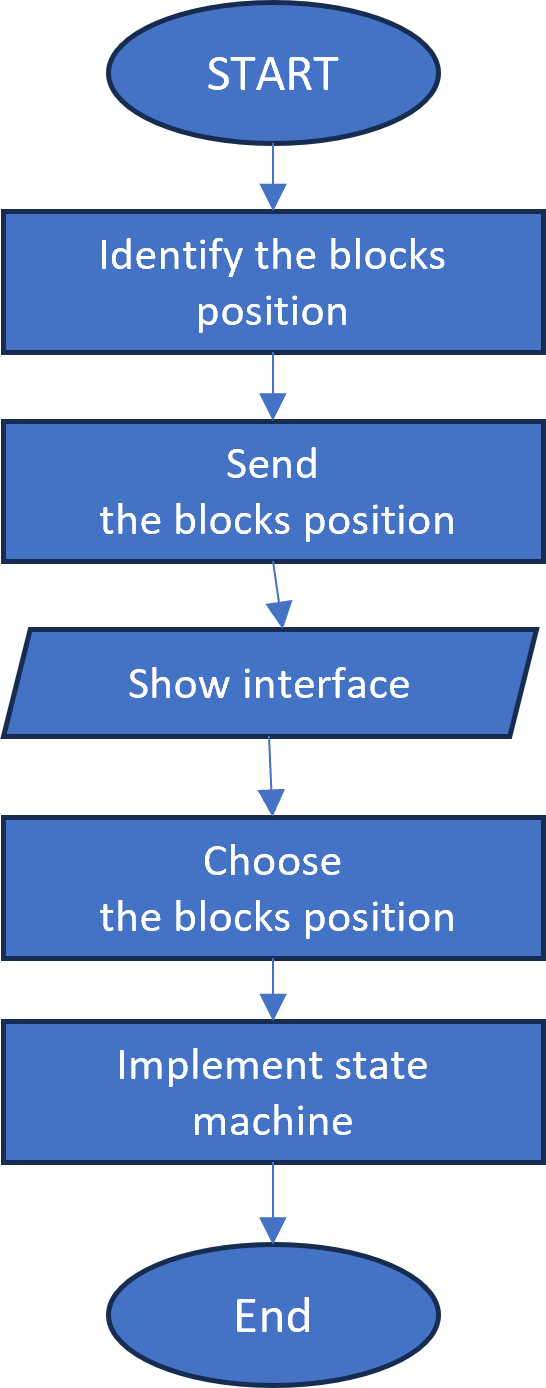 START
Identify the blocks
position
Send
the blocks position
Show interface
Choose
the blocks position
Implement state
machine
End